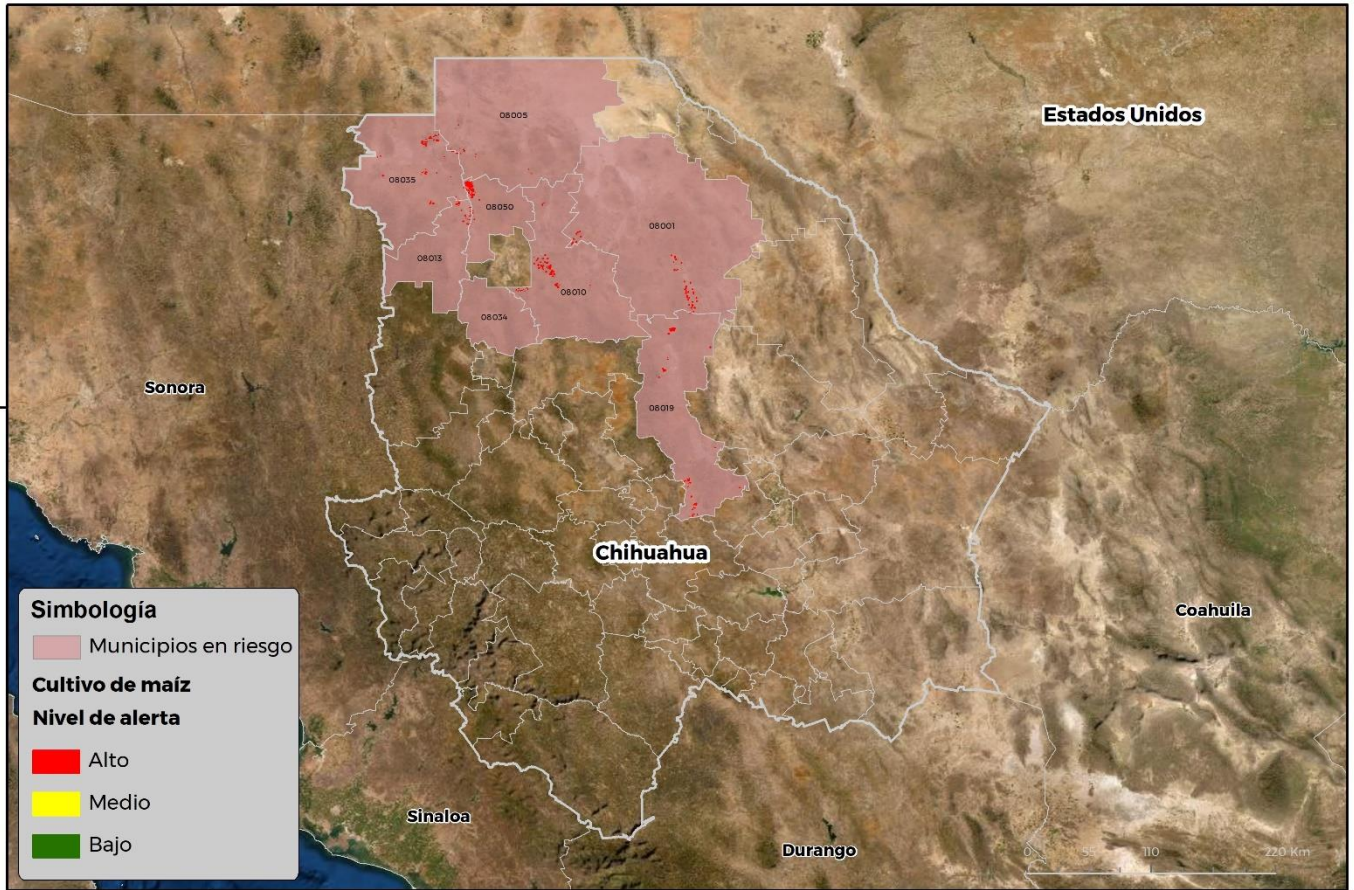 Estados Unidos
08005
08035
08050
08001
08013
08010
08034
Sonora
08019
Chihuahua
Coahuila
Sinaloa
Durango
0 55 110 220 Km
Simbología
Municipios en riesgo
Cultivo de maíz
Nivel de alerta
Alto
Medio
Bajo